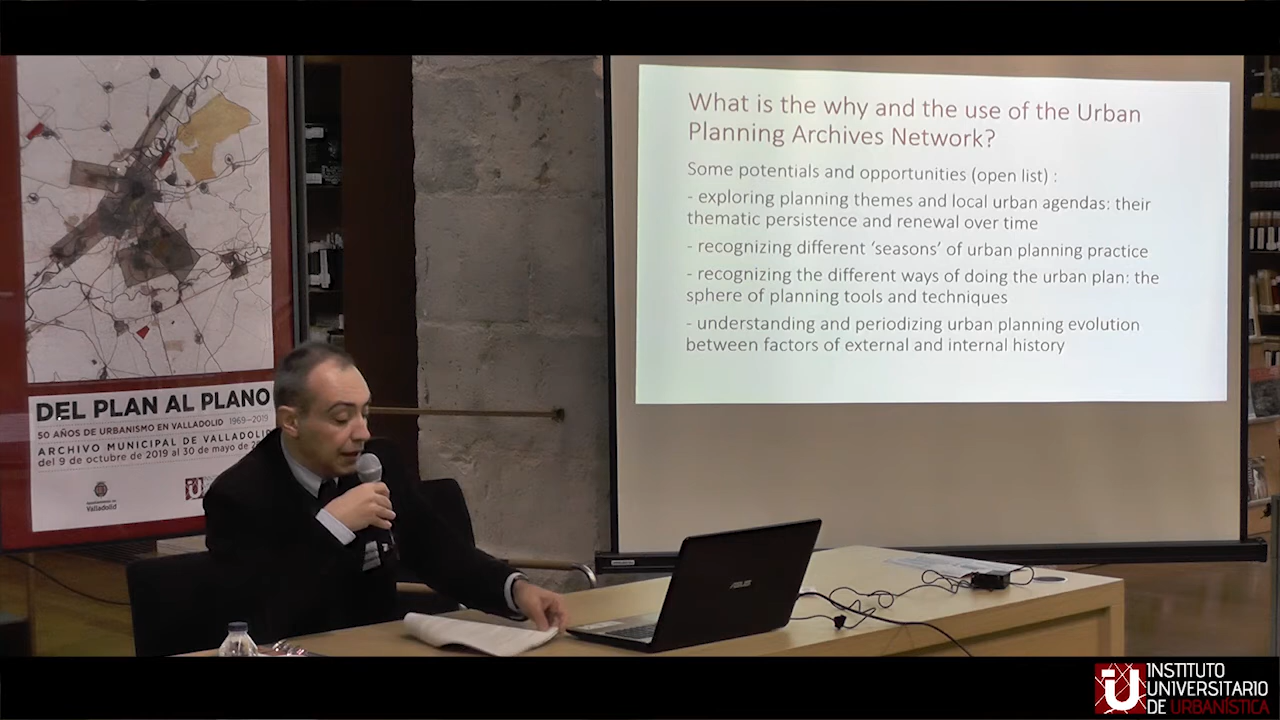 What is the why and the use of the Urban
Planning Archives Network?
Some potentials and opportunities (open list) :
- exploring planning themes and local urban agendas: their
thematic persistence and renewal over time
- recognizing different ‘seasons’ of urban planning practice
- recognizing the different ways of doing the urban plan: the
sphere of planning tools and techniques
- understanding and periodizing urban planning evolution
between factors of external and internal history
DEL PLAN AL PLANO
50 AÑOS DE URBANISMO EN VALLADOLID 1969–2019
ARCHIVO MUNICIPAL DE VALLADOLID
del 9 de octubre de 2019 al 30 de mayo de
Valladolid
ASUS
INSTITUTO
UNIVERSITARIO
DE URBANÍSTICA